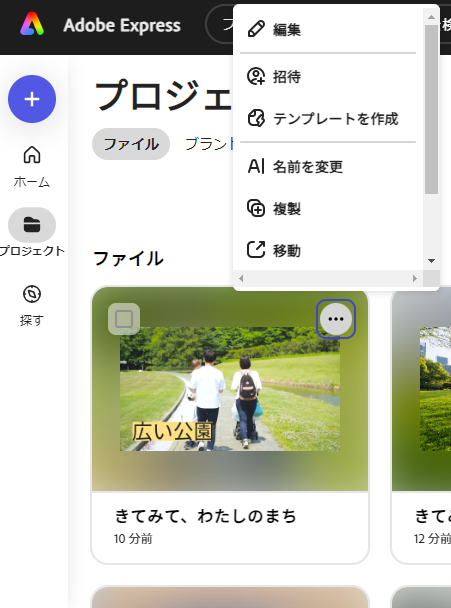 Adobe Express
編集
招待
テンプレートを作成
名前を変更
複製
移動
プロジェ
ファイル
ブランド
ホーム
プロジェクト
探す
ファイル
広い公園
きてみて、わたしのまち
10 分前
きて
12 分前